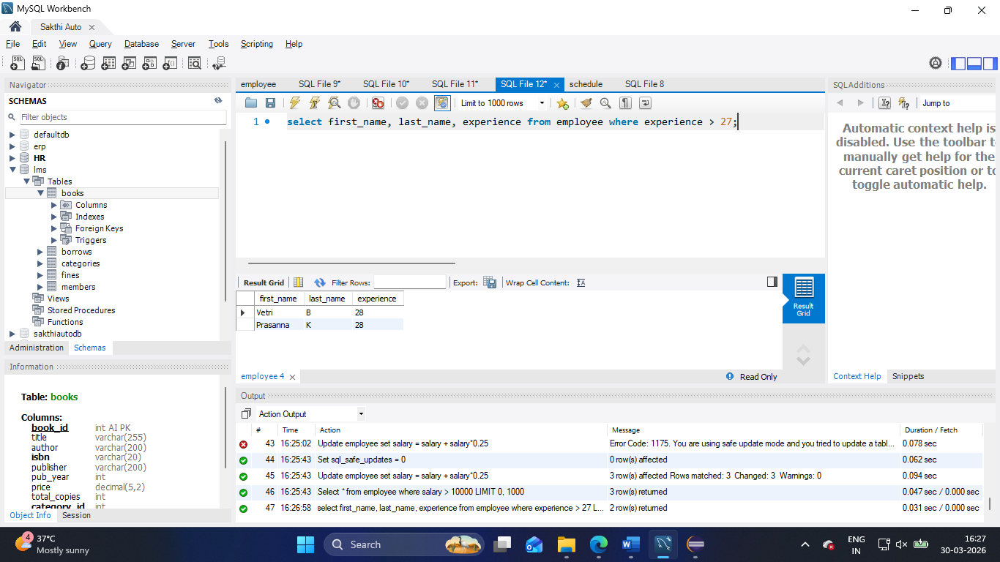 MySQL Workbench
Sakthi Auto
File Edit View Query Database Server Tools Scripting Help
Navigator
SCHEMAS
Filter objects
defaultdb
erp
HR
lms
Tables
books
Columns
Indexes
Foreign Keys
Triggers
borrows
categories
fines
members
Views
Stored Procedures
Functions
sakthiautodb
Administration Schemas
Information
Table: books
Columns:
book_id int AI PK
title varchar(255)
author varchar(200)
isbn varchar(20)
publisher varchar(200)
pub_year int
price decimal(5,2)
total_copies int
category_id int
Object Info Session
employee SQL File 9* SQL File 10* SQL File 11* SQL File 12* schedule SQL File 8
Limit to 1000 rows
1 select first_name, last_name, experience from employee where experience > 27;
Result Grid Filter Rows: Export: Wrap Cell Content:
first_name last_name experience
Vetri B 28
Prasanna K 28
Result
Grid
employee 4 Read Only
SQLAdditions
Jump to
Automatic context help is
disabled. Use the toolbar t
manually get help for the
current caret position or to
toggle automatic help.
Context Help Snippets
Output
Action Output
# Time Action Message Duration / Fetch
43 16:25:02 Update employee set salary = salary + salary*0.25 Error Code: 1175. You are using safe update mode and you tried to update a tabl... 0.078 sec
44 16:25:43 Set sql_safe_updates = 0 0 row(s) affected 0.062 sec
45 16:25:43 Update employee set salary = salary + salary*0.25 3 row(s) affected Rows matched: 3 Changed: 3 Warnings: 0 0.094 sec
46 16:25:43 Select * from employee where salary > 10000 LIMIT 0, 1000 3 row(s) returned 0.047 sec / 0.000 sec
47 16:26:58 select first_name, last_name, experience from employee where experience > 27 L... 2 row(s) returned 0.031 sec / 0.000 sec
4
37°C
Mostly sunny
Search
ENG
IN
16:27
30-03-2026